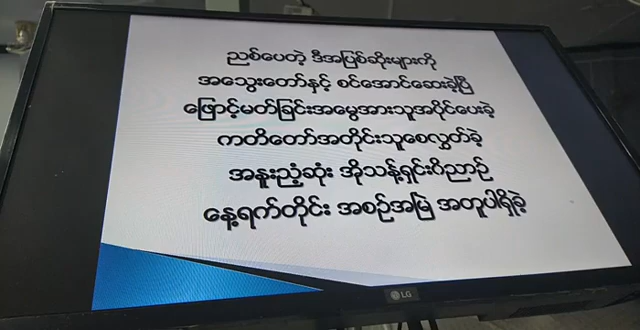 ညစ်ပေတဲ့ ဒီအပြစ်ဆိုးများကို
အသွေးတော်နှင့် စင်အောင်ဆေးခဲ့ပြီ
ဖြောင့်မတ်ခြင်းအမွေအားသူအပိုင်ပေးခဲ့
ကတိတော်အတိုင်းသူစေလွှတ်ခဲ့
အနူးညံ့ဆုံး အိုသန့်ရှင်းဝိညာဉ်
နေ့ရက်တိုင်း အစဉ်အမြဲ အတူပါရှိခဲ့
LG